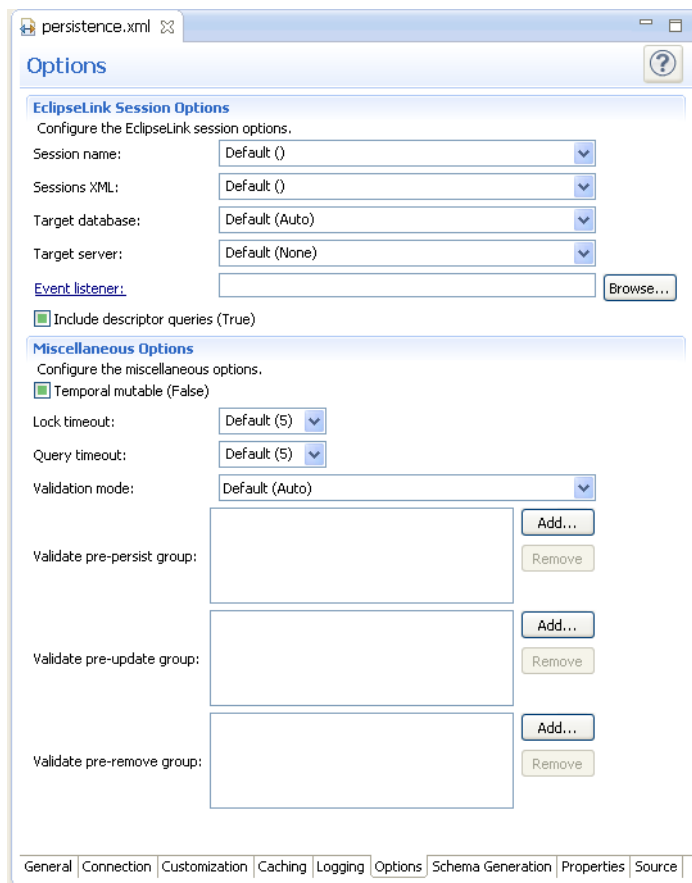 persistence.xml
Options
?
EclipseLink Session Options
Configure the EclipseLink session options.
Session name: Default ()
Sessions XML: Default ()
Target database: Default (Auto)
Target server: Default (None)
Event listener: Browse...
Include descriptor queries (True)
Miscellaneous Options
Configure the miscellaneous options.
Temporal mutable (False)
Lock timeout: Default (5)
Query timeout: Default (5)
Validation mode: Default (Auto)
Add...
Validate pre-persist group: Remove
Add...
Validate pre-update group: Remove
Add...
Validate pre-remove group: Remove
General Connection Customization Caching Logging Options Schema Generation Properties Source